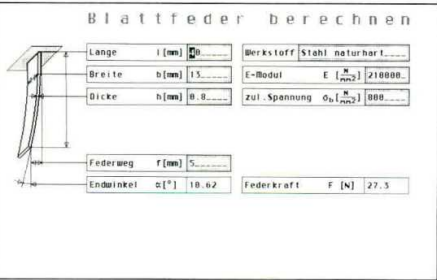 Blattfeder berechnen
Länge l[mm] 40 Werkstoff Stahl naturhart
Breite b[mm] 13 E-Modul E [N/mm2] 210000
Dicke h[mm] 0.8 zul.Spannung σb[N/mm2] 800
Federweg f[mm] 5
Endwinkel α[°] 10.62 Federkraft F [N] 27.3